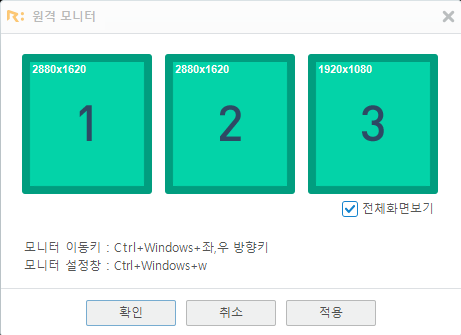 R: 원격 모니터
2880x1620 2880x1620 1920x1080
1 2 3
전체화면보기
모니터 이동키 : Ctrl+Windows+좌,우 방향키
모니터 설정창 : Ctrl+Windows+w
확인 취소 적용